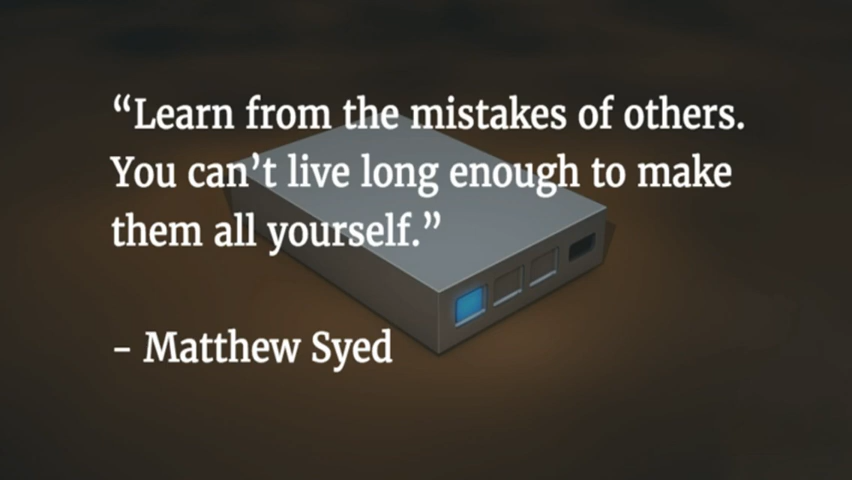 “Learn from the mistakes of others.
You can’t live long enough to make
them all yourself.”
– Matthew Syed